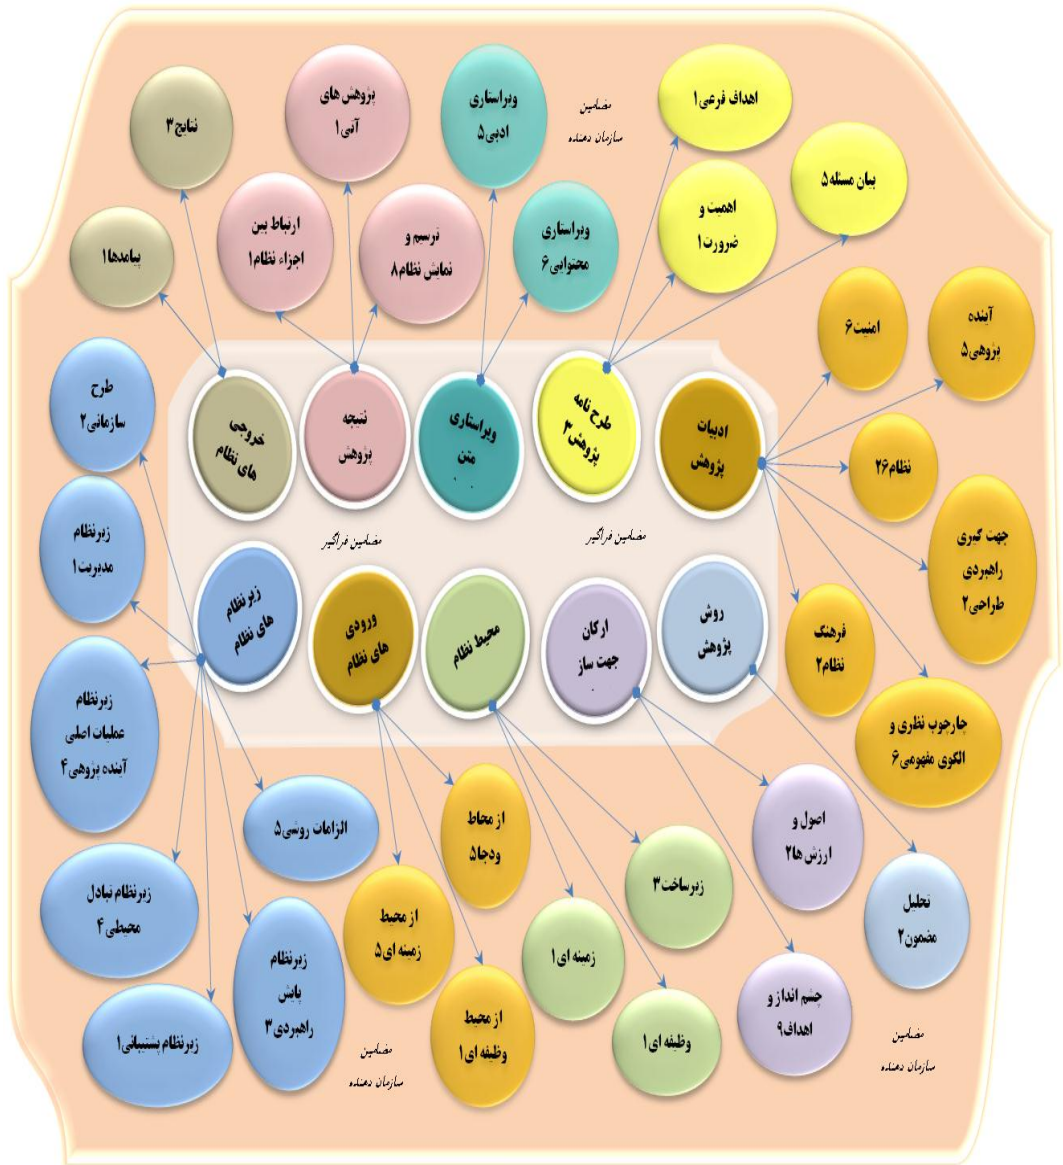 اهداف فرعی۱
مضامین
سازمان دهنده
ویراستاری
ادبی۵
پژوهش های
آتی۱
نتایج۳
بیان مسئله۵
اهمیت و
ضرورت۱
ویراستاری
محتوایی۶
ترسیم و
نمایش نظام۸
ارتباط بین
اجزاء نظام۱
پیامدها۱
آینده
پژوهی۵
امنیت۶
نظام۲۶
جهت گیری
راهبردی
طراحی۲
فرهنگ
نظام۲
چارچوب نظری و
الگوی مفهومی۶
ادبیات
پژوهش
طرح نامه
پژوهش۳
ویراستاری
متن
نتیجه
پژوهش
خروجی
های نظام
مضامین فراگیر
مضامین فراگیر
روش
پژوهش
ارکان
جهت ساز
محیط نظام
ورودی
های نظام
زیرنظام
های نظام
طرح
سازمانی۲
زیرنظام
مدیریت۱
زیرنظام
عملیات اصلی
آینده پژوهی۴
زیرنظام تبادل
محیطی۴
زیرنظام پشتیبانی۱
زیرنظام
پایش
راهبردی۳
الزامات روشی۵
از محاط
ودجا۵
از محیط
زمینه ای۵
از محیط
وظیفه ای۱
زیرساخت۳
زمینه ای۱
وظیفه ای۱
اصول و
ارزش ها۲
چشم انداز و
اهداف۹
تحلیل
مضمون۲
مضامین
سازمان دهنده
مضامین
سازمان دهنده